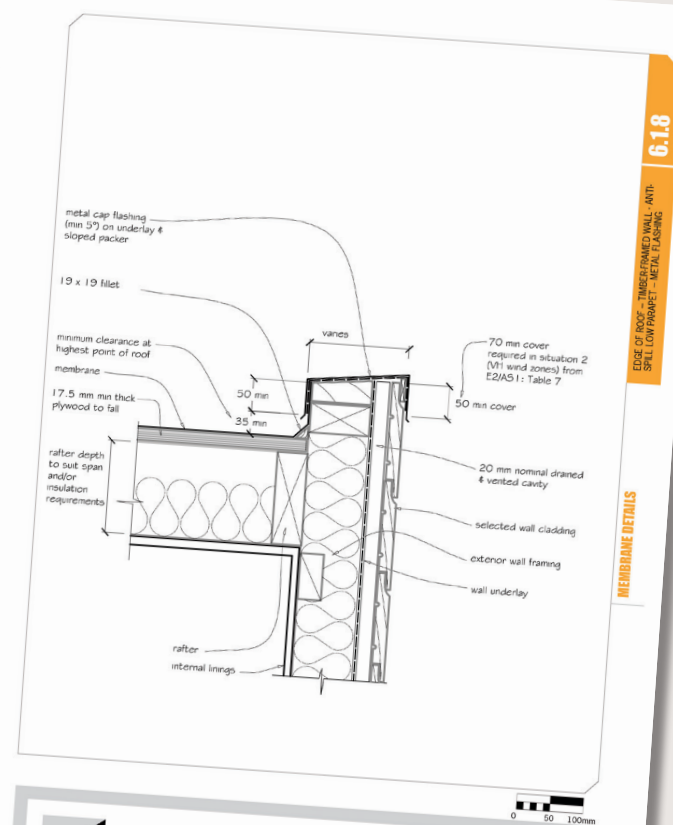 metal cap flashing
(min 5°) on underlay &
sloped packer
19 x 19 fillet
minimum clearance at
highest point of roof
membrane
17.5 mm min thick
plywood to fall
rafter depth
to suit span
and/or
insulation
requirements
varies
50 min
35 min
70 min cover
required in situation 2
(VH wind zones) from
E2/AS1: Table 7
50 min cover
20 mm nominal drained
& vented cavity
selected wall cladding
exterior wall framing
wall underlay
rafter
internal linings
6.1.8
EDGE OF ROOF – TIMBER-FRAMED WALL - ANTI-
SPILL LOW PARAPET – METAL FLASHING
MEMBRANE DETAILS
0 50 100mm